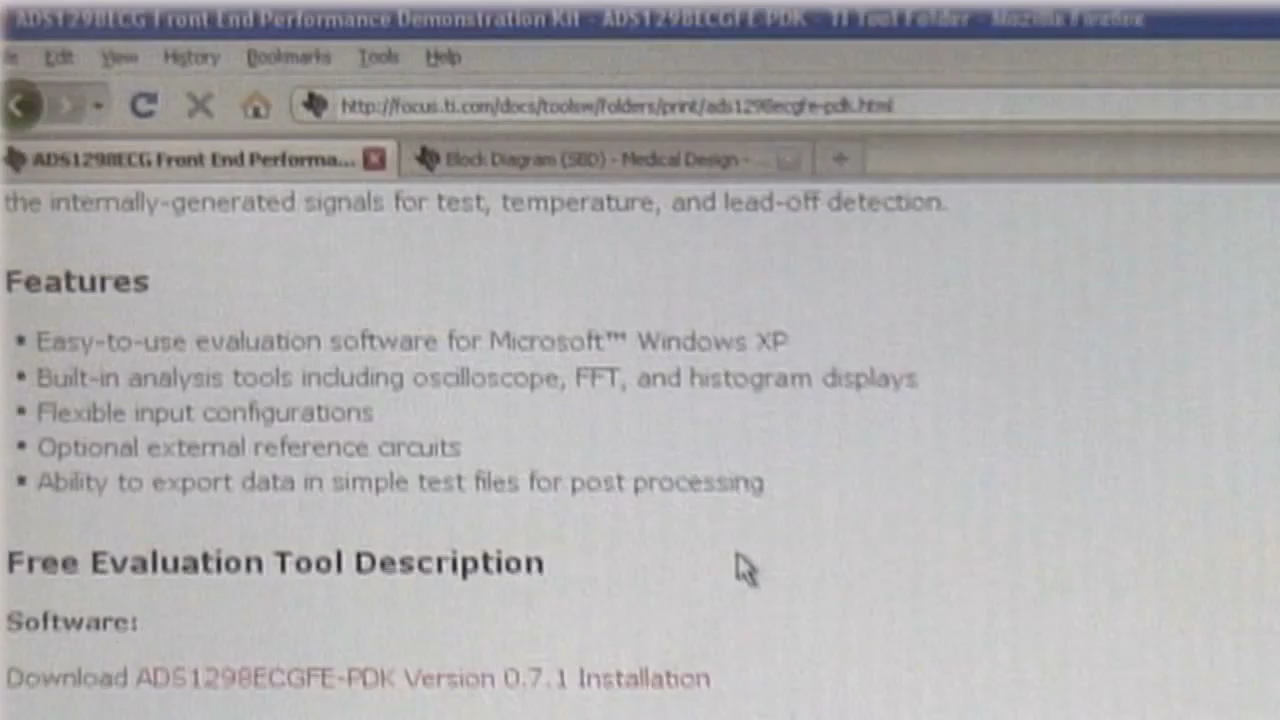 ADS1298ECG Front End Performance Demonstration Kit - ADS1298ECGFE-PDK - TI Tool Folder - Mozilla Firefox
Edit View History Bookmarks Tools Help
http://focus.ti.com/docs/toolsw/folders/print/ads1298ecgfe-pdk.html
ADS1298ECG Front End Performa... Block Diagram (SBD) - Medical Design - ...
the internally-generated signals for test, temperature, and lead-off detection.
Features
• Easy-to-use evaluation software for Microsoft™ Windows XP
• Built-in analysis tools including oscilloscope, FFT, and histogram displays
• Flexible input configurations
• Optional external reference circuits
• Ability to export data in simple test files for post processing
Free Evaluation Tool Description
Software:
Download ADS1298ECGFE-PDK Version 0.7.1 Installation